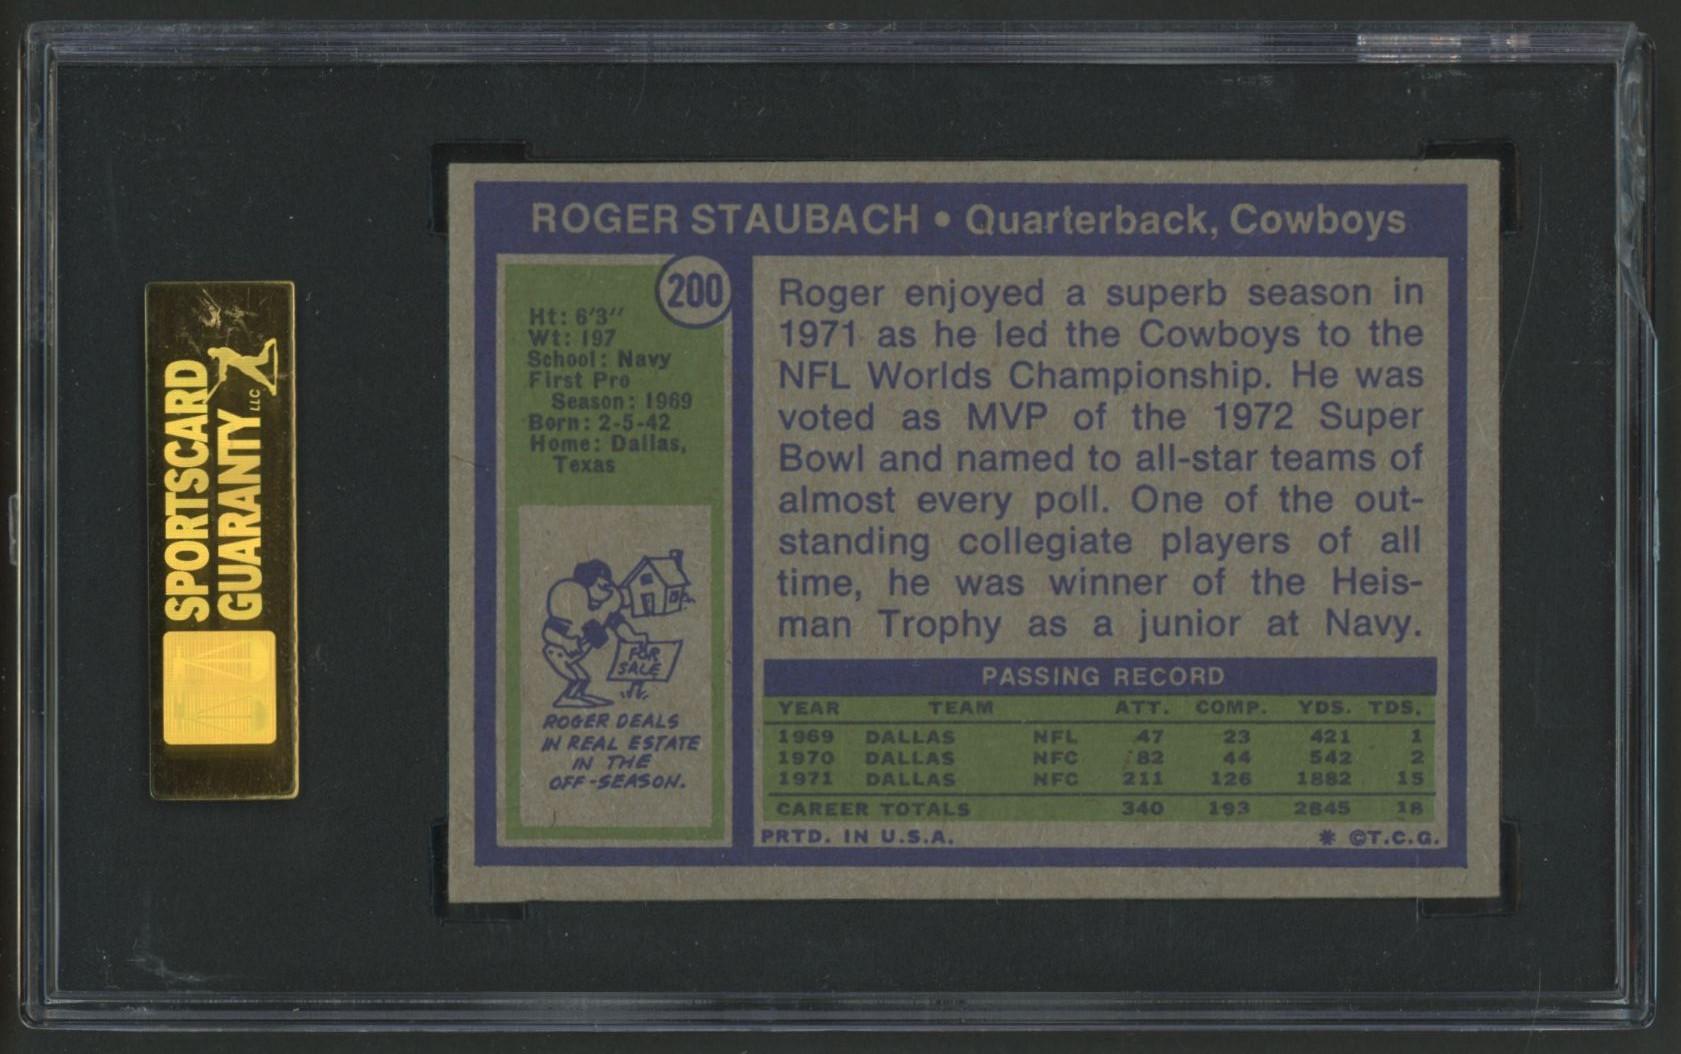 SPORTSCARD
GUARANTY LLC
ROGER STAUBACH • Quarterback, Cowboys
200
Ht: 6'3"
Wt: 197
School: Navy
First Pro
Season: 1969
Born: 2-5-42
Home: Dallas,
Texas
FOR
SALE
ROGER DEALS
IN REAL ESTATE
IN THE
OFF-SEASON.
Roger enjoyed a superb season in
1971 as he led the Cowboys to the
NFL Worlds Championship. He was
voted as MVP of the 1972 Super
Bowl and named to all-star teams of
almost every poll. One of the out-
standing collegiate players of all
time, he was winner of the Heis-
man Trophy as a junior at Navy.
PASSING RECORD
YEAR TEAM ATT. COMP. YDS. TDS.
1969 DALLAS NFL 47 23 421 1
1970 DALLAS NFC 82 44 542 2
1971 DALLAS NFC 211 126 1882 15
CAREER TOTALS 340 193 2845 18
PRTD. IN U.S.A. * ©T.C.G.